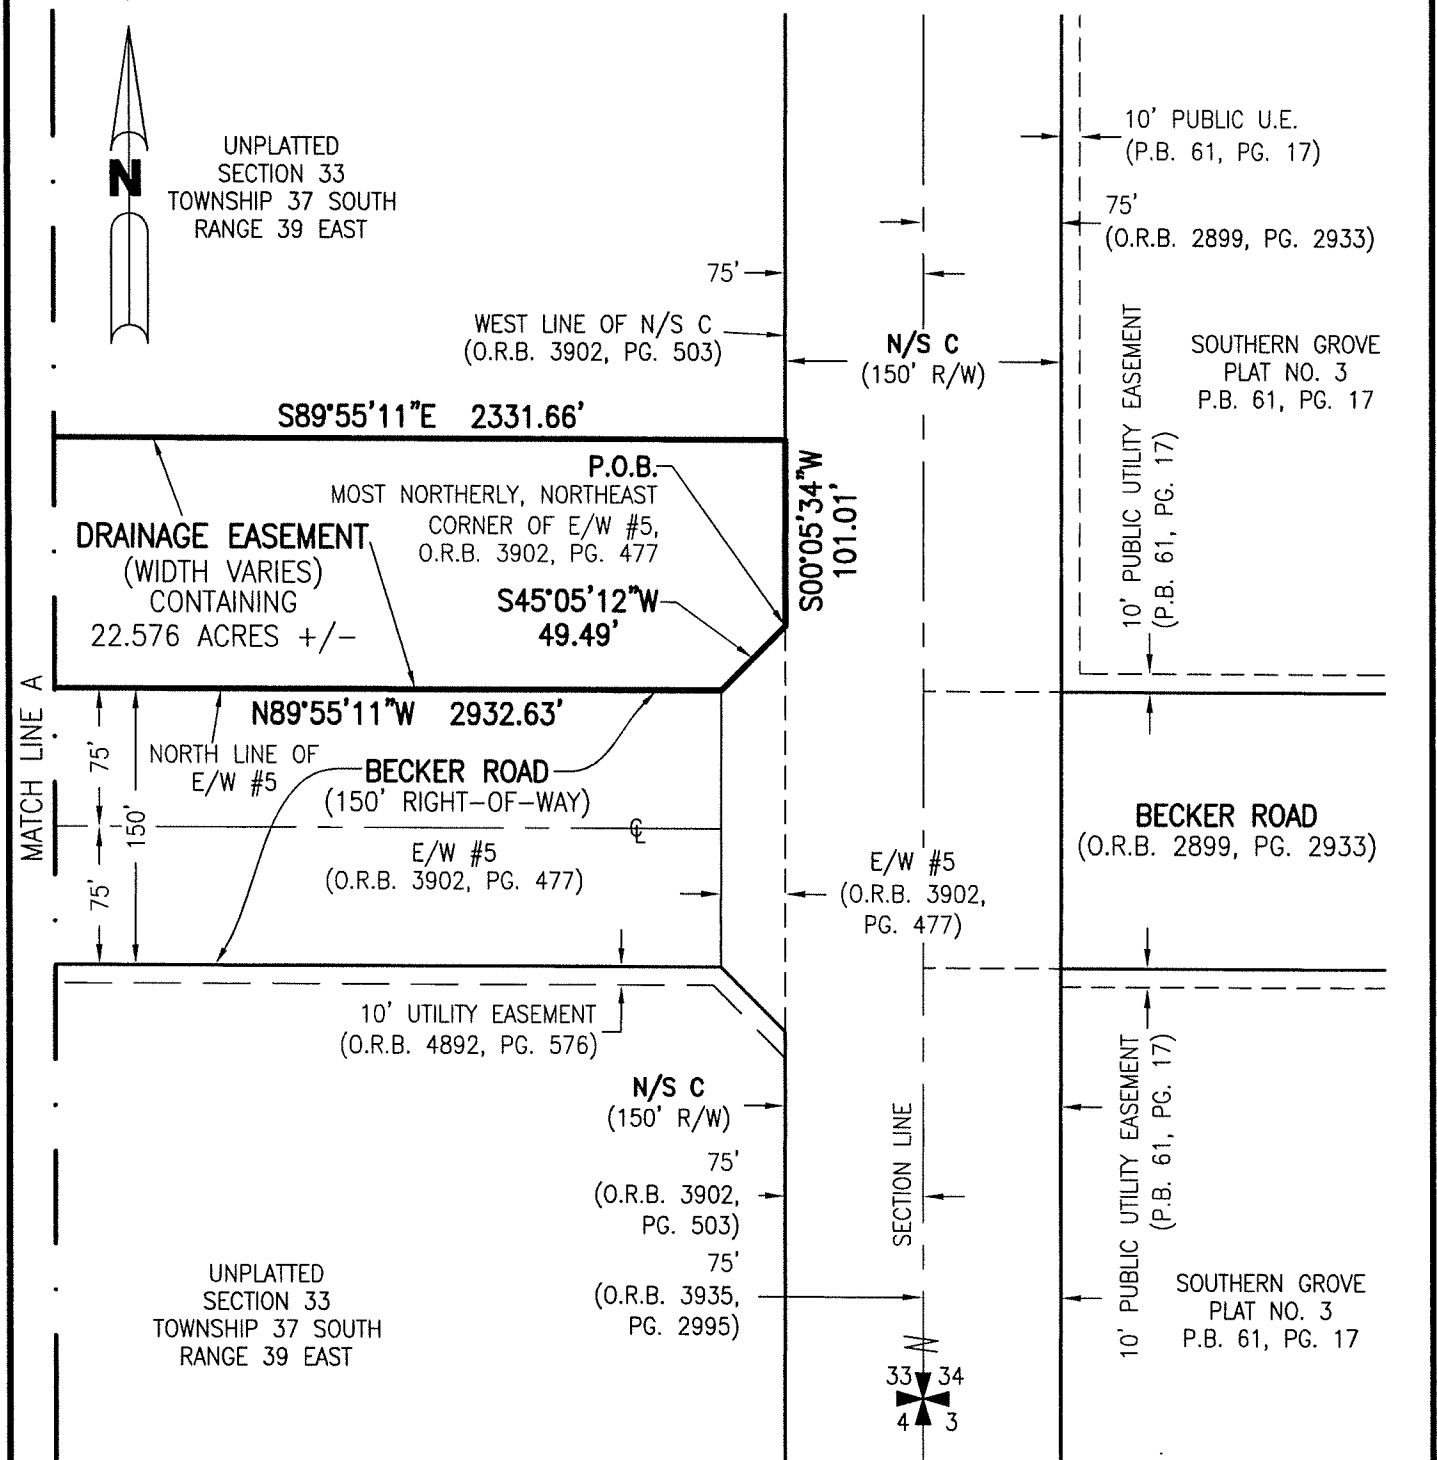 N
UNPLATTED
SECTION 33
TOWNSHIP 37 SOUTH
RANGE 39 EAST
10' PUBLIC U.E.
(P.B. 61, PG. 17)
75'
(O.R.B. 2899, PG. 2933)
75'
WEST LINE OF N/S C
(O.R.B. 3902, PG. 503)
N/S C
(150' R/W)
10' PUBLIC UTILITY EASEMENT
(P.B. 61, PG. 17)
SOUTHERN GROVE
PLAT NO. 3
P.B. 61, PG. 17
S89°55'11"E 2331.66'
P.O.B.
MOST NORTHERLY, NORTHEAST
CORNER OF E/W #5,
O.R.B. 3902, PG. 477
S00°05'34"W
101.01'
DRAINAGE EASEMENT
(WIDTH VARIES)
CONTAINING
22.576 ACRES +/-
S45°05'12"W
49.49'
MATCH LINE A
N89°55'11"W 2932.63'
75'
150'
75'
NORTH LINE OF
E/W #5
BECKER ROAD
(150' RIGHT-OF-WAY)
℄
E/W #5
(O.R.B. 3902, PG. 477)
E/W #5
(O.R.B. 3902,
PG. 477)
BECKER ROAD
(O.R.B. 2899, PG. 2933)
10' UTILITY EASEMENT
(O.R.B. 4892, PG. 576)
N/S C
(150' R/W)
75'
(O.R.B. 3902,
PG. 503)
75'
(O.R.B. 3935,
PG. 2995)
SECTION LINE
10' PUBLIC UTILITY EASEMENT
(P.B. 61, PG. 17)
UNPLATTED
SECTION 33
TOWNSHIP 37 SOUTH
RANGE 39 EAST
SOUTHERN GROVE
PLAT NO. 3
P.B. 61, PG. 17
33 34
4 3